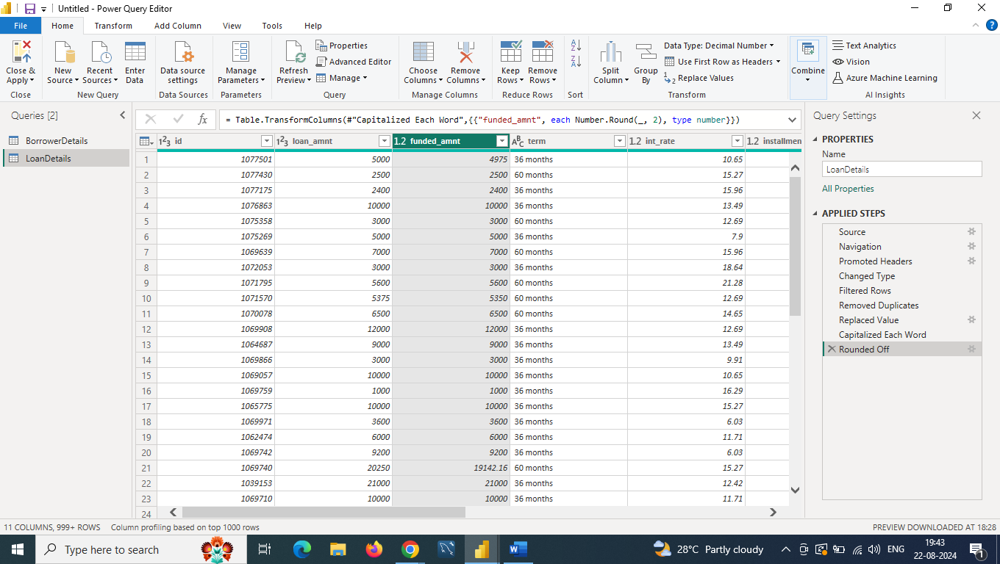 Untitled - Power Query Editor
File Home Transform Add Column View Tools Help
Close & Apply
New Source
Recent Sources
Enter Data
Data source settings
Manage Parameters
Refresh Preview
Properties
Advanced Editor
Manage
Choose Columns
Remove Columns
Keep Rows
Remove Rows
Split Column
Group By
Data Type: Decimal Number
Use First Row as Headers
Replace Values
Combine
Text Analytics
Vision
Azure Machine Learning
Close New Query Data Sources Parameters Query Manage Columns Reduce Rows Sort Transform AI Insights
Queries [2]
BorrowerDetails
LoanDetails
fx = Table.TransformColumns(#"Capitalized Each Word",{{"funded_amnt", each Number.Round(_, 2), type number}})
1²3 id 1²3 loan_amnt 1.2 funded_amnt ABC term 1.2 int_rate 1.2 installmen
1 1077501 5000 4975 36 months 10.65
2 1077430 2500 2500 60 months 15.27
3 1077175 2400 2400 36 months 15.96
4 1076863 10000 10000 36 months 13.49
5 1075358 3000 3000 60 months 12.69
6 1075269 5000 5000 36 months 7.9
7 1069639 7000 7000 60 months 15.96
8 1072053 3000 3000 36 months 18.64
9 1071795 5600 5600 60 months 21.28
10 1071570 5375 5350 60 months 12.69
11 1070078 6500 6500 60 months 14.65
12 1069908 12000 12000 36 months 12.69
13 1064687 9000 9000 36 months 13.49
14 1069866 3000 3000 36 months 9.91
15 1069057 10000 10000 36 months 10.65
16 1069759 1000 1000 36 months 16.29
17 1065775 10000 10000 36 months 15.27
18 1069971 3600 3600 36 months 6.03
19 1062474 6000 6000 36 months 11.71
20 1069742 9200 9200 36 months 6.03
21 1069740 20250 19142.16 60 months 15.27
22 1039153 21000 21000 36 months 12.42
23 1069710 10000 10000 36 months 11.71
24
Query Settings
PROPERTIES
Name
LoanDetails
All Properties
APPLIED STEPS
Source
Navigation
Promoted Headers
Changed Type
Filtered Rows
Removed Duplicates
Replaced Value
Capitalized Each Word
Rounded Off
11 COLUMNS, 999+ ROWS Column profiling based on top 1000 rows PREVIEW DOWNLOADED AT 18:28
Type here to search 28°C Partly cloudy ENG 19:43
22-08-2024
1